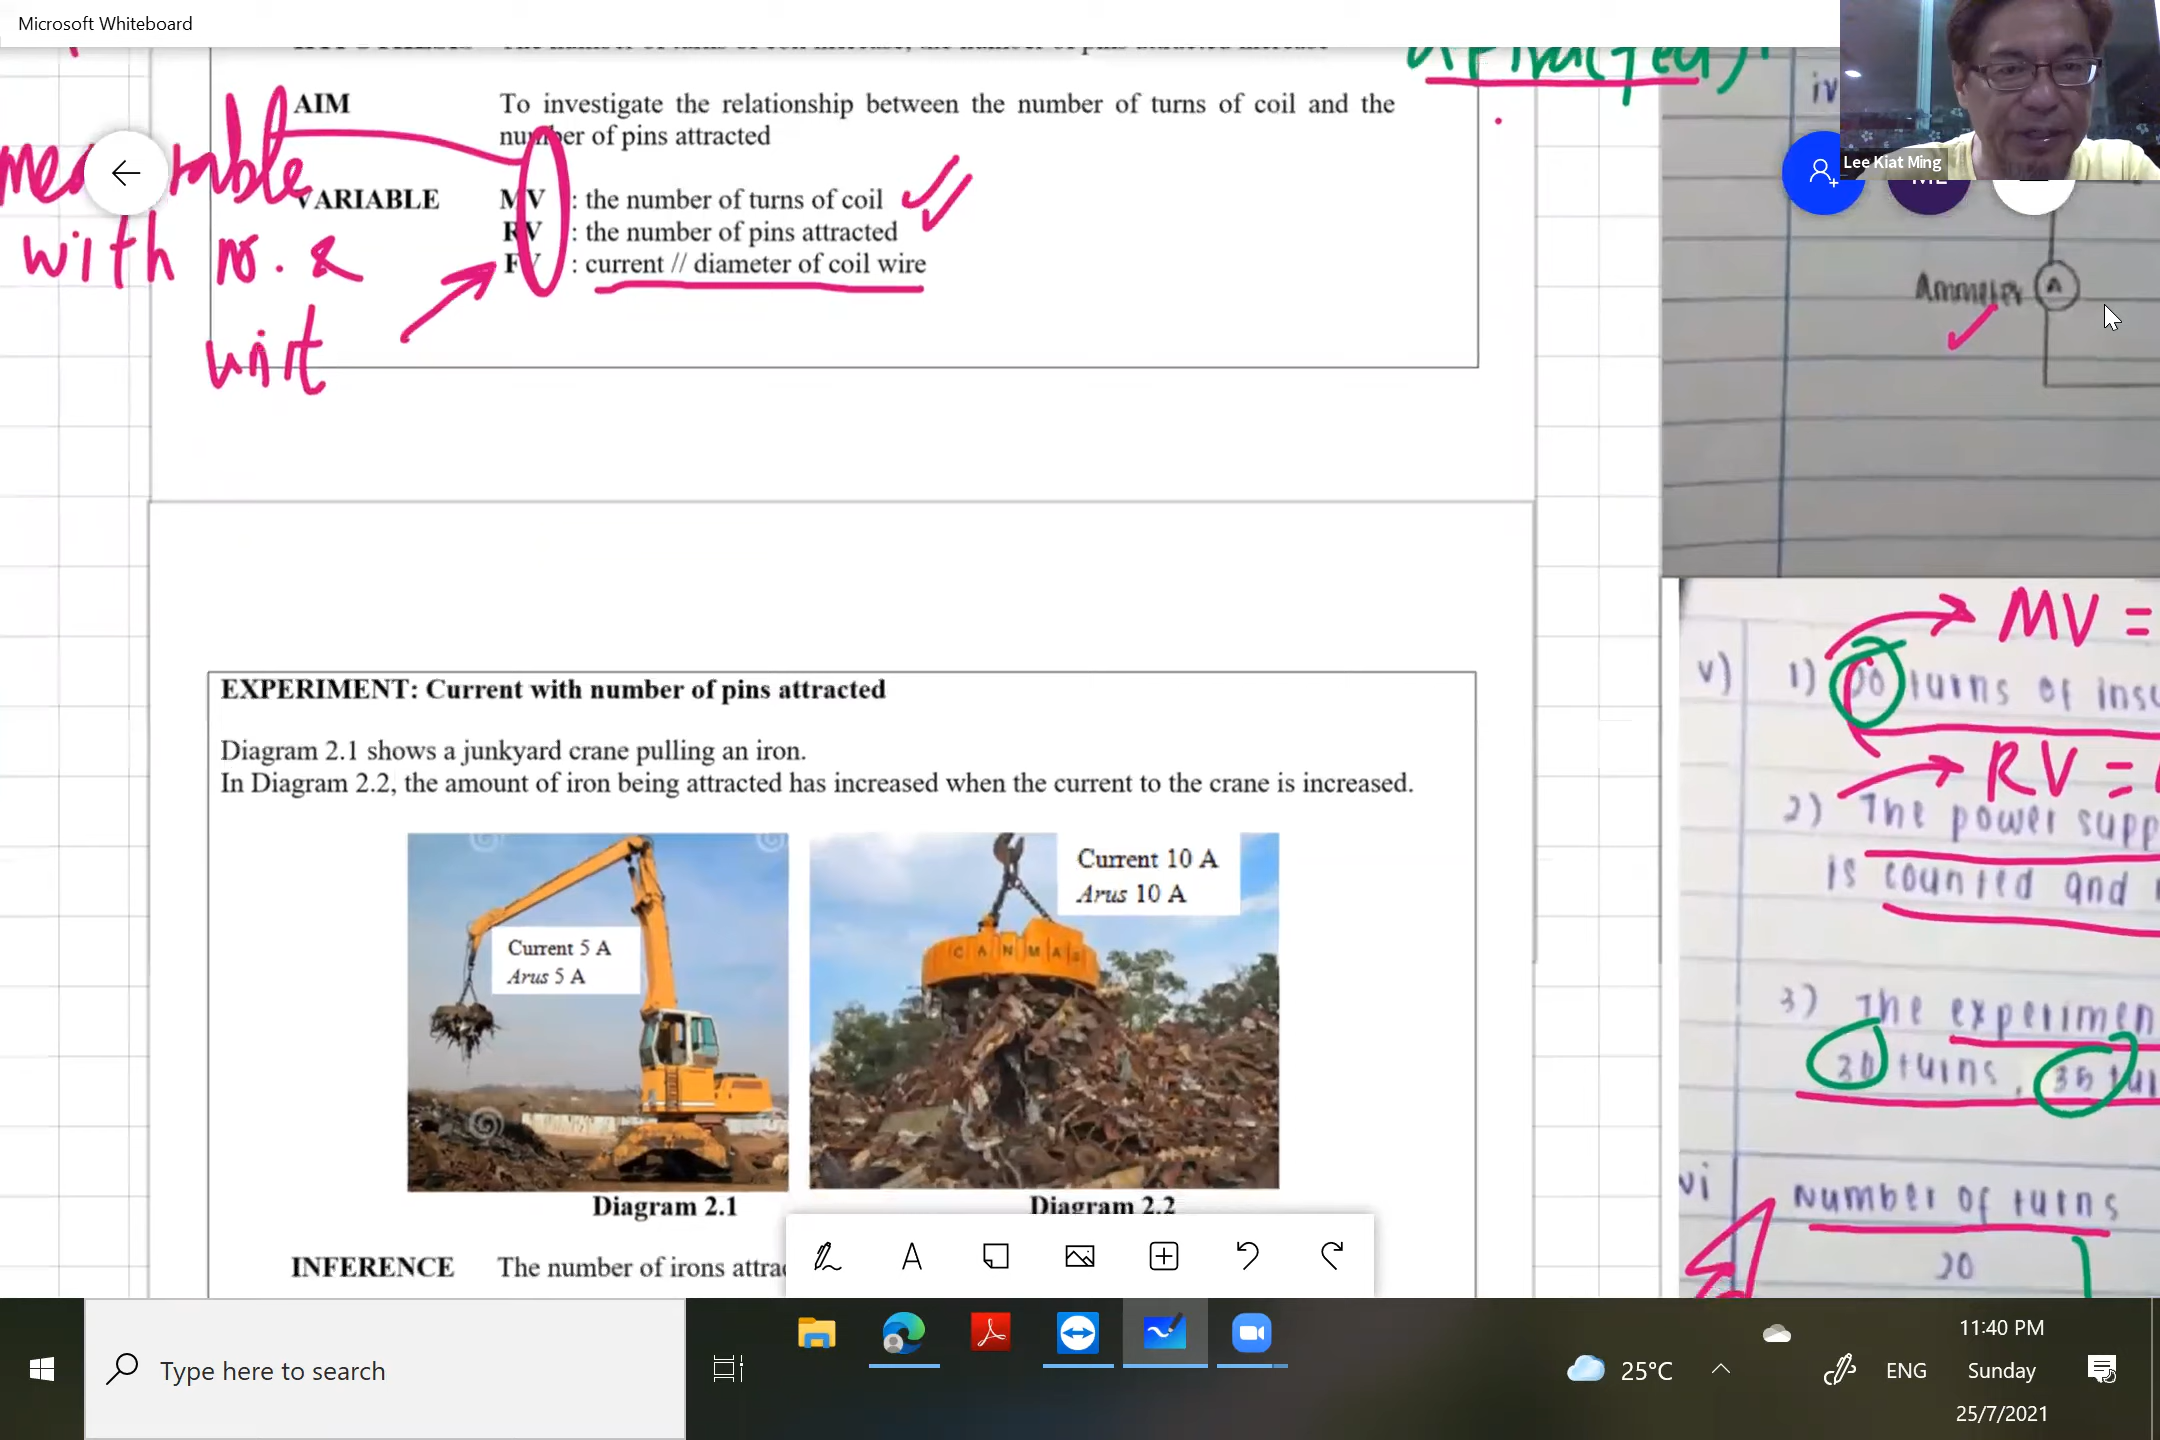 Microsoft Whiteboard
AIM To investigate the relationship between the number of turns of coil and the
number of pins attracted
VARIABLE MV : the number of turns of coil
RV : the number of pins attracted
FV : current // diameter of coil wire
with no. &
unit
EXPERIMENT: Current with number of pins attracted
Diagram 2.1 shows a junkyard crane pulling an iron.
In Diagram 2.2, the amount of iron being attracted has increased when the current to the crane is increased.
Current 5 A
Arus 5 A
Current 10 A
Arus 10 A
CANMAG
Diagram 2.1
Diagram 2.2
INFERENCE The number of irons
Lee Kiat Ming
iv
Ammeter A
MV =
v) 1) 20 turns of
RV =
2) The power
is counted and
3) The
30 turns, 35
vi Number of turns
20
Type here to search
25°C
ENG
11:40 PM
Sunday
25/7/2021